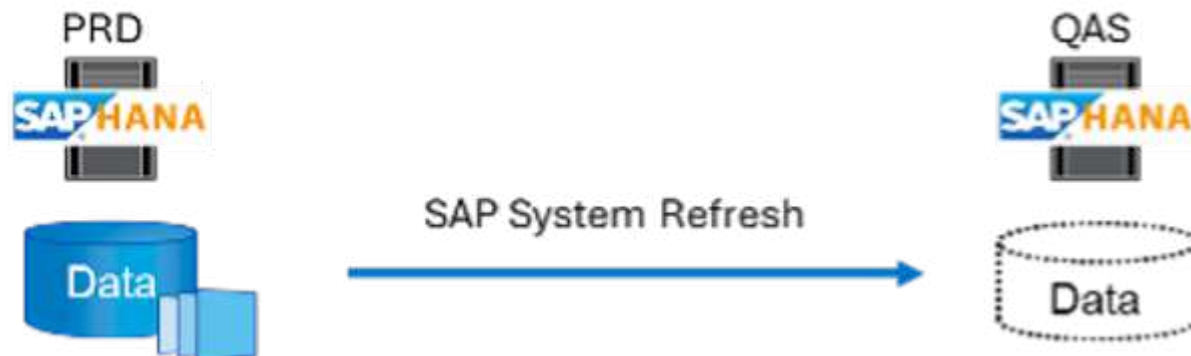 PRD
QAS
SAP HANA
SAP HANA
SAP System Refresh
Data
Data